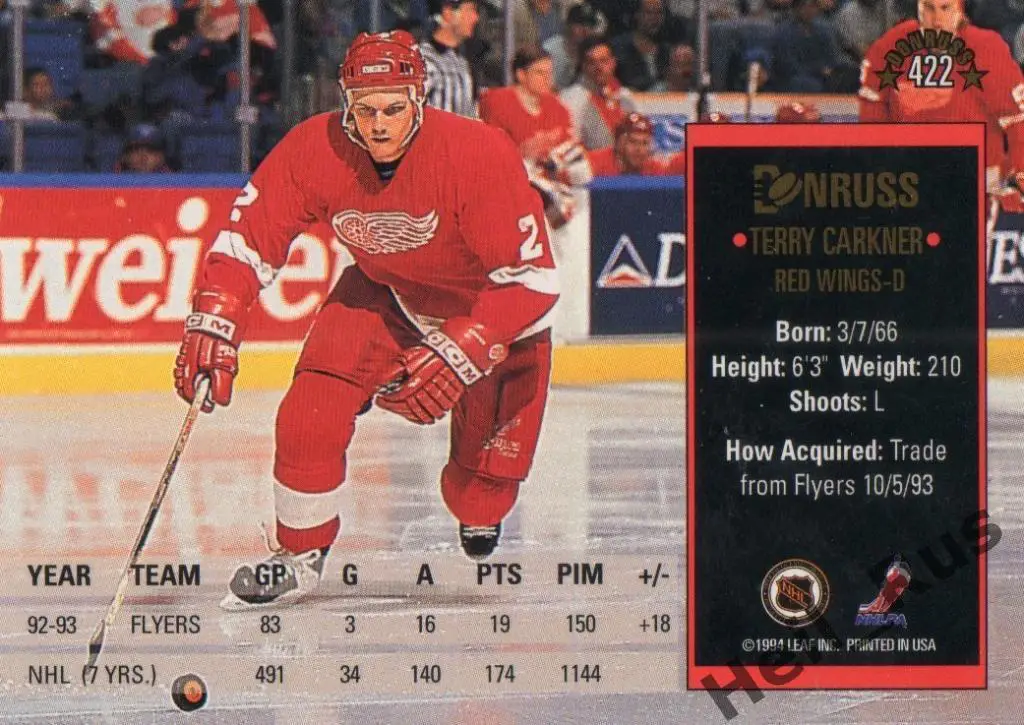 DONRUSS
422
DONRUSS
•TERRY CARKNER•
RED WINGS-D
Born: 3/7/66
Height: 6'3" Weight: 210
Shoots: L
How Acquired: Trade
from Flyers 10/5/93
NHL
NHLPA
©1994 LEAF INC. PRINTED IN USA
weiser
2
2
CCM
CCM
YEAR TEAM GP G A PTS PIM +/-
92-93 FLYERS 83 3 16 19 150 +18
NHL (7 YRS.) 491 34 140 174 1144